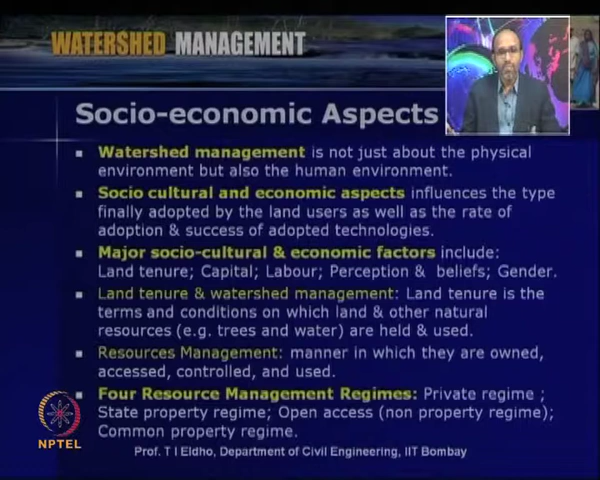 WATERSHED MANAGEMENT
Socio-economic Aspects
Watershed management is not just about the physical
environment but also the human environment.
Socio cultural and economic aspects influences the type
finally adopted by the land users as well as the rate of
adoption & success of adopted technologies.
Major socio-cultural & economic factors include:
Land tenure; Capital; Labour; Perception & beliefs; Gender.
Land tenure & watershed management: Land tenure is the
terms and conditions on which land & other natural
resources (e.g. trees and water) are held & used.
Resources Management: manner in which they are owned,
accessed, controlled, and used.
Four Resource Management Regimes: Private regime ;
State property regime; Open access (non property regime);
Common property regime.
NPTEL
Prof. T I Eldho, Department of Civil Engineering, IIT Bombay